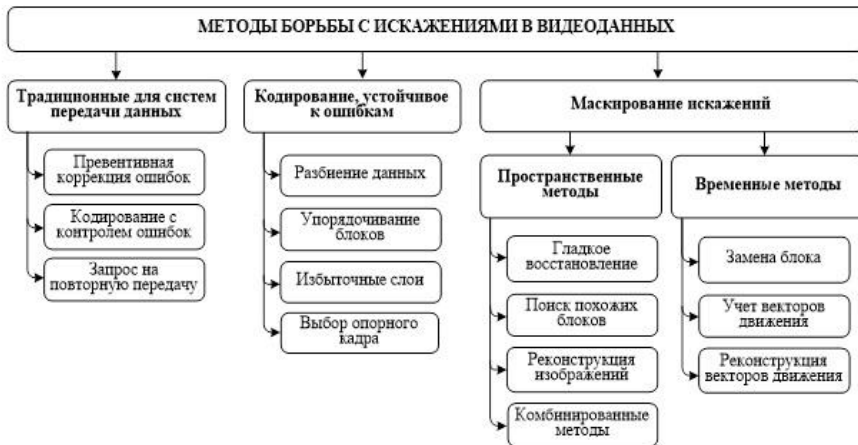 МЕТОДЫ БОРЬБЫ С ИСКАЖЕНИЯМИ В ВИДЕОДАННЫХ
Традиционные для систем
передачи данных
Превентивная
коррекция ошибок
Кодирование с
контролем ошибок
Запрос на
повторную передачу
Кодирование, устойчивое
к ошибкам
Разбиение данных
Упорядочивание
блоков
Избыточные слои
Выбор опорного
кадра
Маскирование искажений
Пространственные
методы
Гладкое
восстановление
Поиск похожих
блоков
Реконструкция
изображений
Комбинированные
методы
Временные методы
Замена блока
Учет векторов
движения
Реконструкция
векторов движения